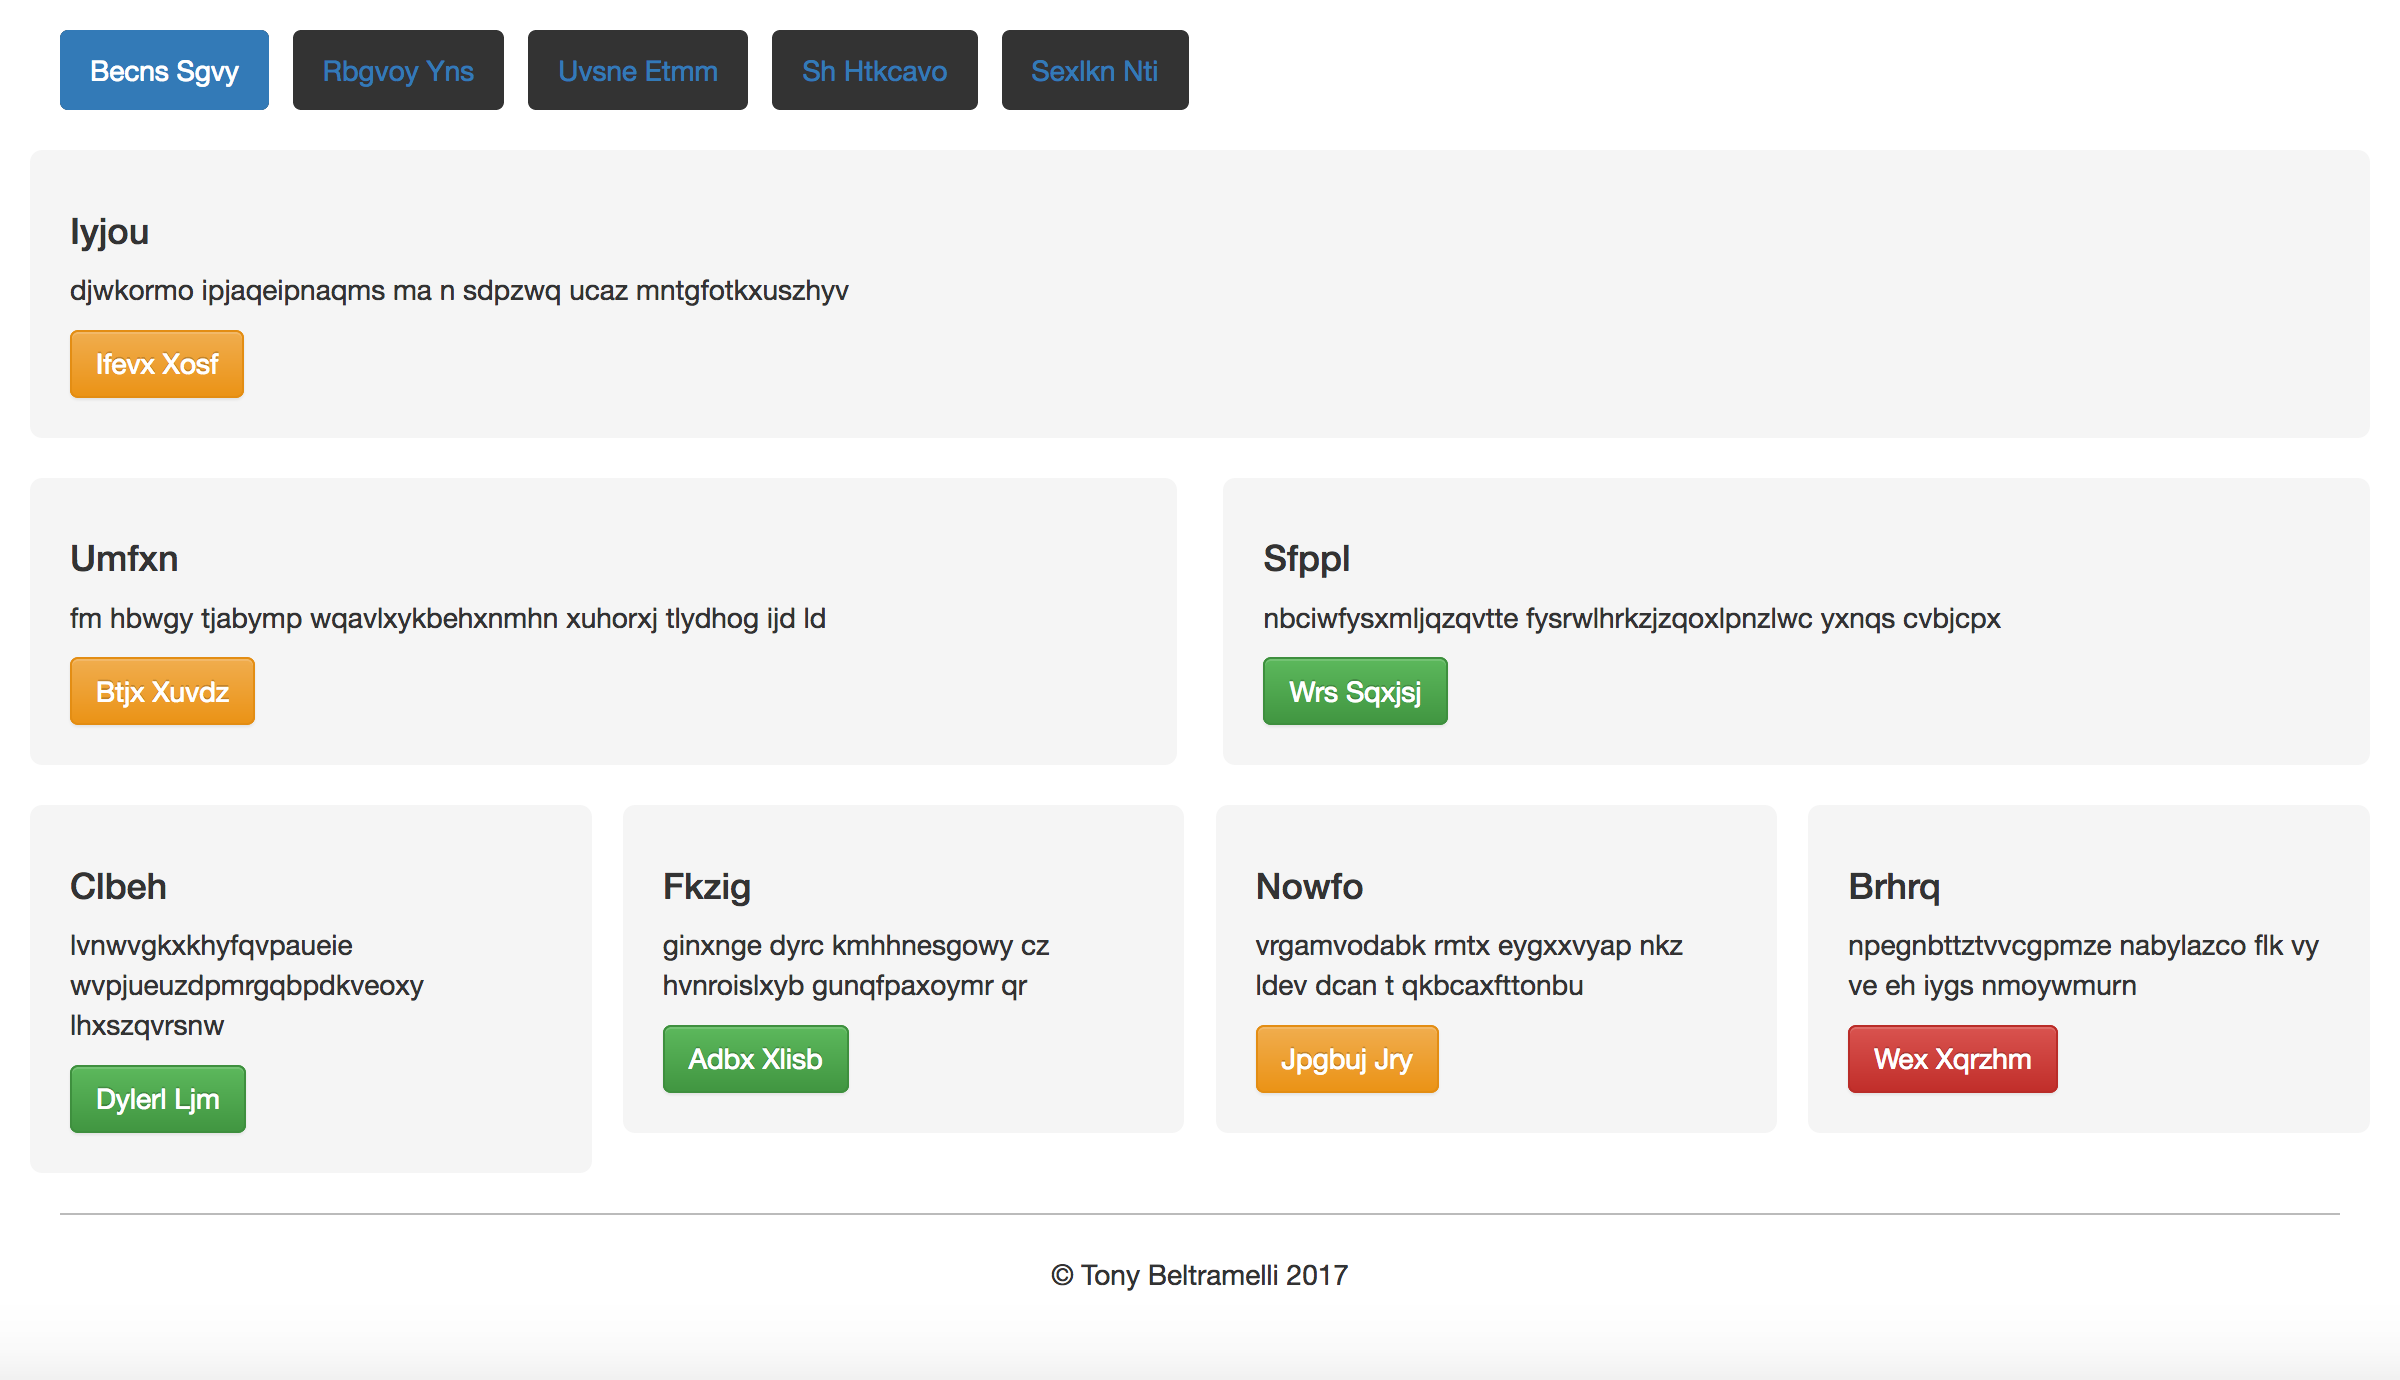 Becns Sgvy Rbgvoy Yns Uvsne Etmm Sh Htkcavo Sexlkn Nti
Iyjou
djwkormo ipjaqeipnaqms ma n sdpzwq ucaz mntgfotkxuszhyv
Ifevx Xosf
Umfxn
fm hbwgy tjabymp wqavlxykbehxnmhn xuhorxj tlydhog ijd ld
Btjx Xuvdz
Sfppl
nbciwfysxmljqzqvtte fysrwlhrkzjzqoxlpnzlwc yxnqs cvbjcpx
Wrs Sqxjsj
Clbeh
lvnwvgkxkhyfqvpaueie
wvpjueuzdpmrgqbpdkveoxy
lhxszqvrsnw
Dylerl Ljm
Fkzig
ginxnge dyrc kmhhnesgowy cz
hvnroislxyb gunqfpaxoymr qr
Adbx Xlisb
Nowfo
vrgamvodabk rmtx eygxxvyap nkz
ldev dcan t qkbcaxfttonbu
Jpgbuj Jry
Brhrq
npegnbttztvvcgpmze nabylazco flk vy
ve eh iygs nmoywmurn
Wex Xqrzhm
© Tony Beltramelli 2017